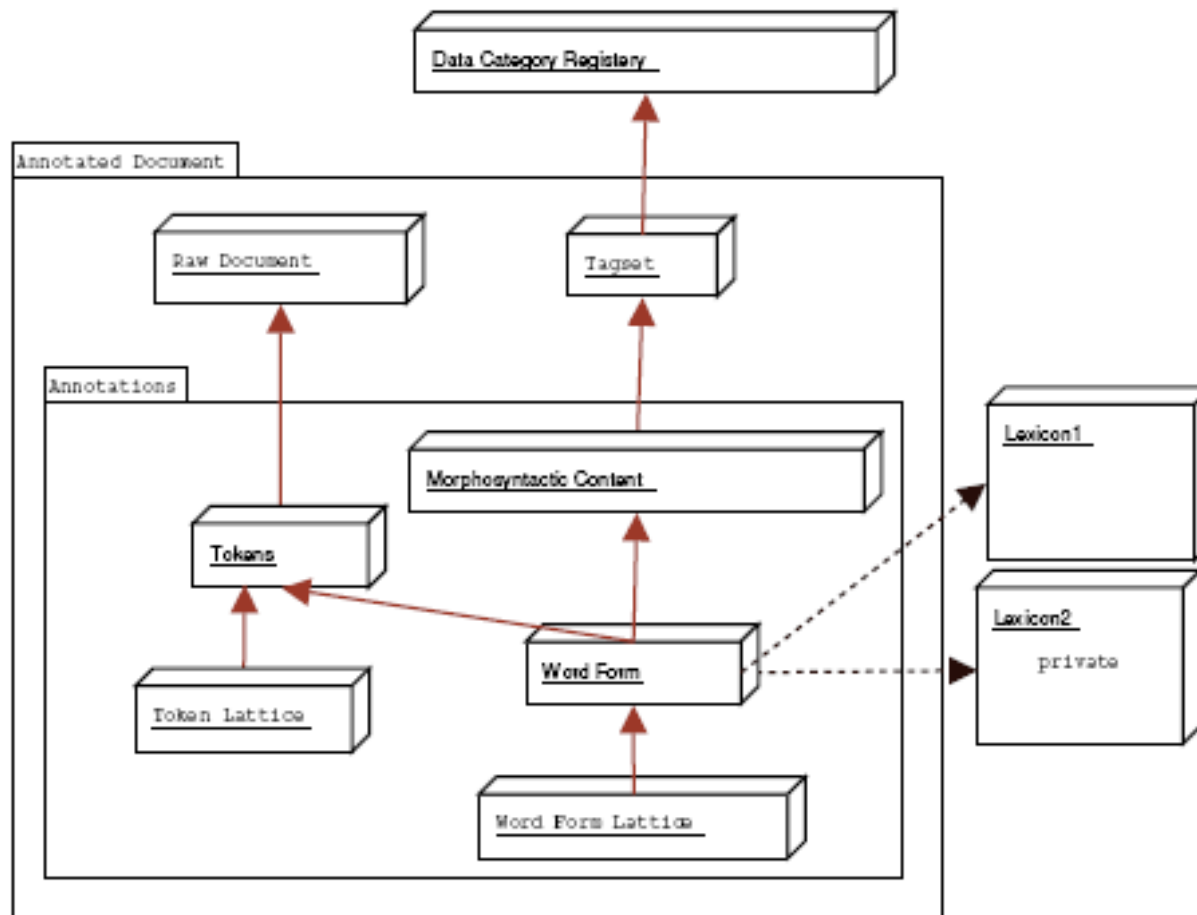 Data Category Registery
Annotated Document
Raw Document
Tagset
Annotations
Lexicon1
Morphosyntactic Content
Tokens
Lexicon2
private
Word Form
Token Lattice
Word Form Lattice